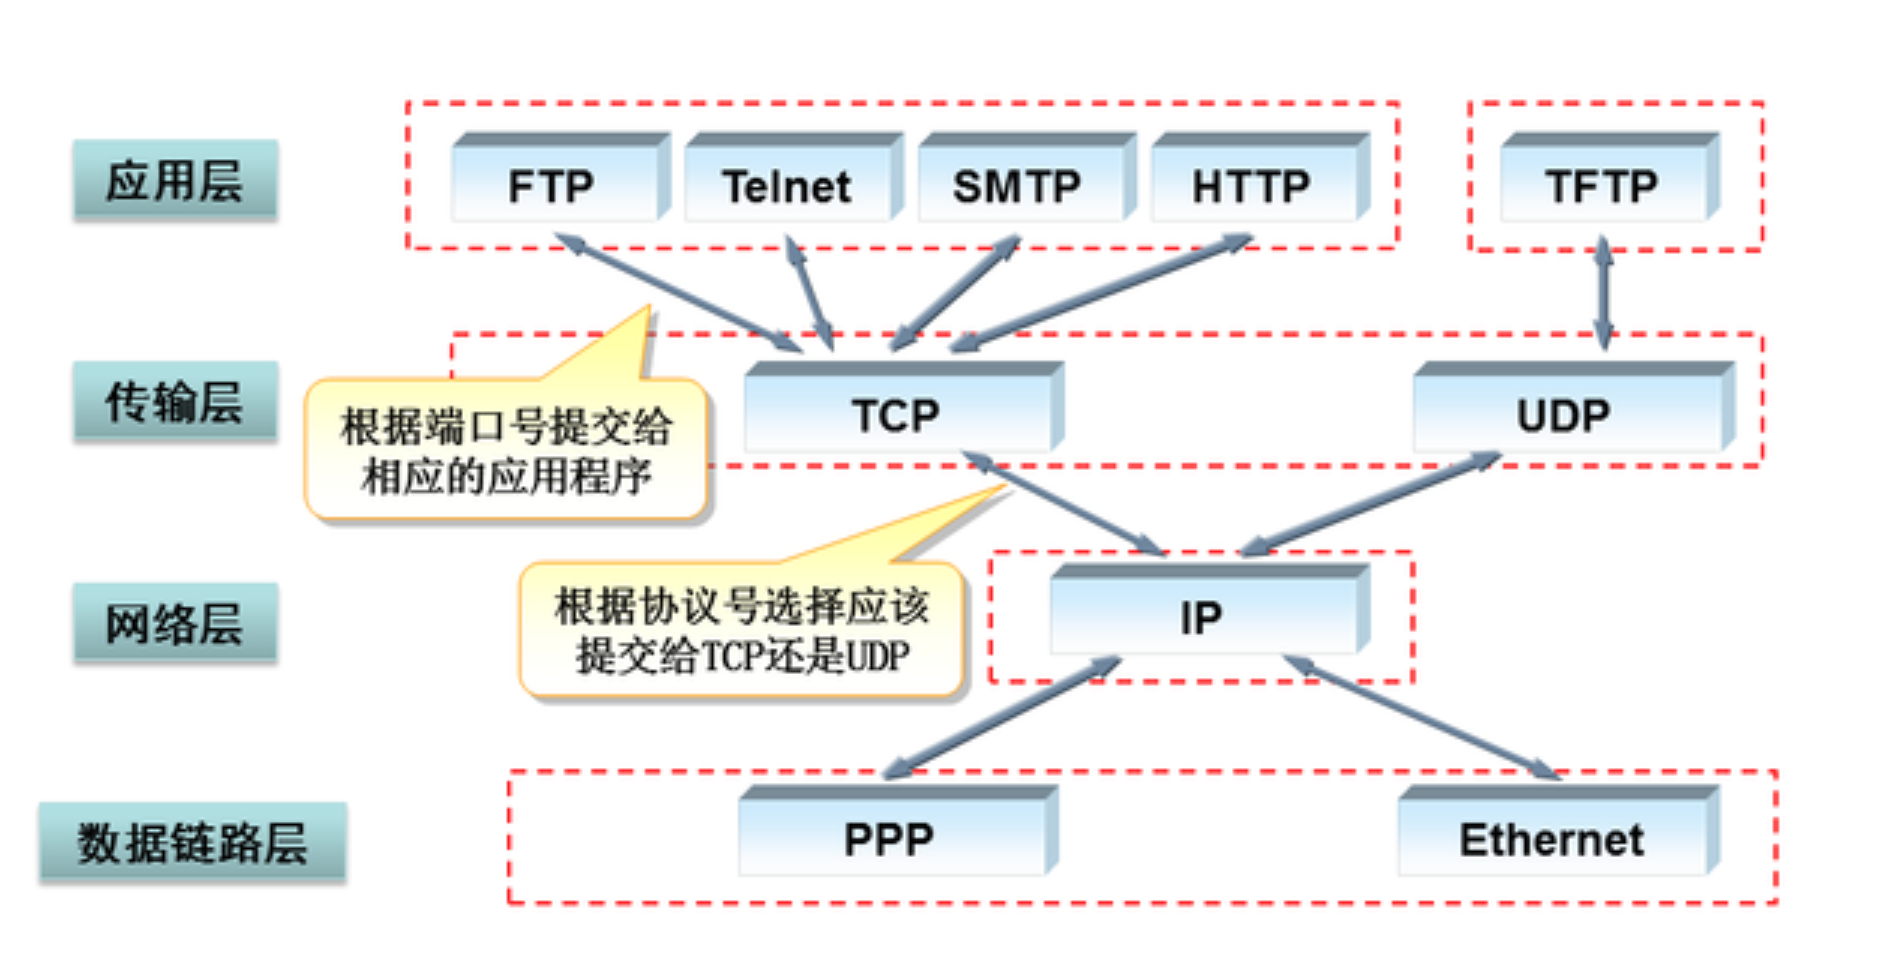 应用层
FTP
Telnet
SMTP
HTTP
TFTP
传输层
根据端口号提交给
相应的应用程序
TCP
UDP
网络层
根据协议号选择应该
提交给TCP还是UDP
IP
数据链路层
PPP
Ethernet